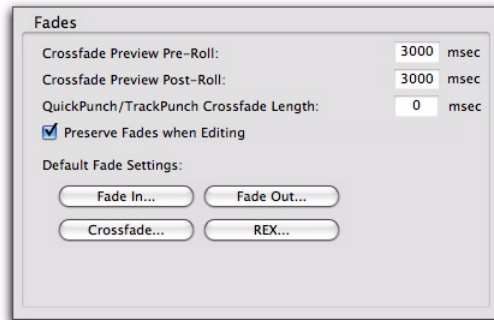 Fades
Crossfade Preview Pre-Roll: 3000 msec
Crossfade Preview Post-Roll: 3000 msec
QuickPunch/TrackPunch Crossfade Length: 0 msec
Preserve Fades when Editing
Default Fade Settings:
Fade In... Fade Out...
Crossfade... REX...